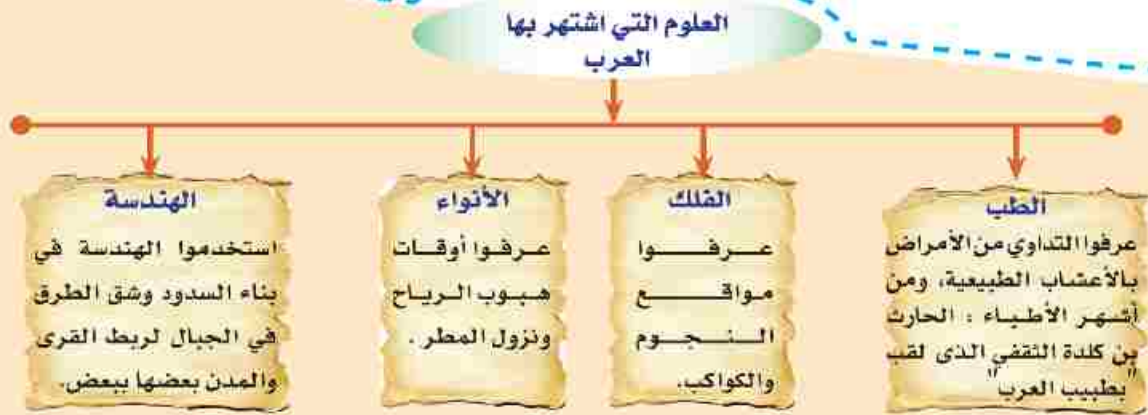 العلوم التي اشتهر بها
العرب
الطب
عرفوا التداوي من الأمراض
بالأعشاب الطبيعية، ومن
أشهر الأطباء : الحارث
بن كلدة الثقفي الذى لقب
"بطبيب العرب"
الفلك
عرفوا
مواقع
النجوم
والكواكب.
الأنواء
عرفوا أوقات
هبوب الرياح
ونزول المطر .
الهندسة
استخدموا الهندسة في
بناء السدود وشق الطرق
في الجبال لربط القرى
والمدن بعضها ببعض.